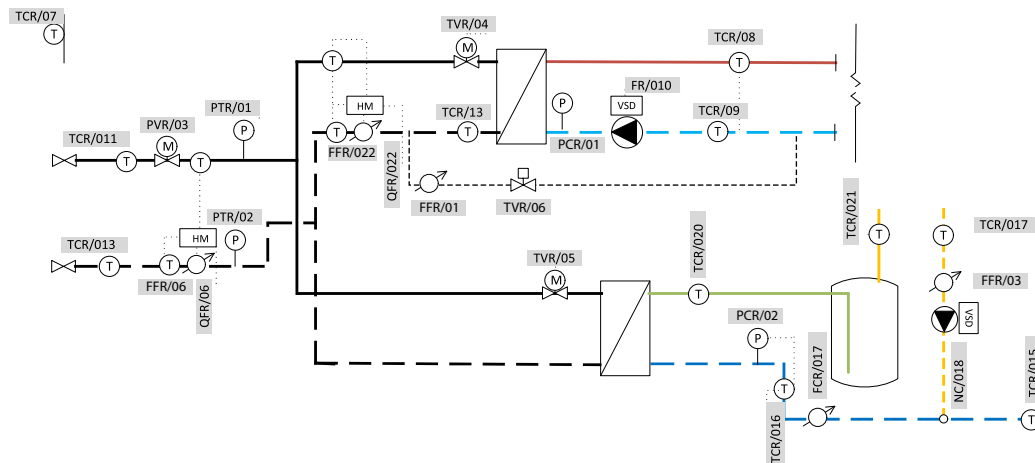 TCR/07
T
TVR/04
M
T
TCR/08
T
FR/010
HM
VSD
PTR/01
P
TCR/13
T
P
TCR/09
T
PVR/03
M
TCR/011
T
T
T
FFR/022
PCR/01
QFR/022
FFR/01
TVR/06
TCR/021
T
PTR/02
P
TCR/013
T
HM
T
FFR/06
QFR/06
TCR/020
T
TCR/017
T
TVR/05
M
FFR/03
VSD
PCR/02
P
T
TCR/016
FCR/017
NC/018
TCR/015
T